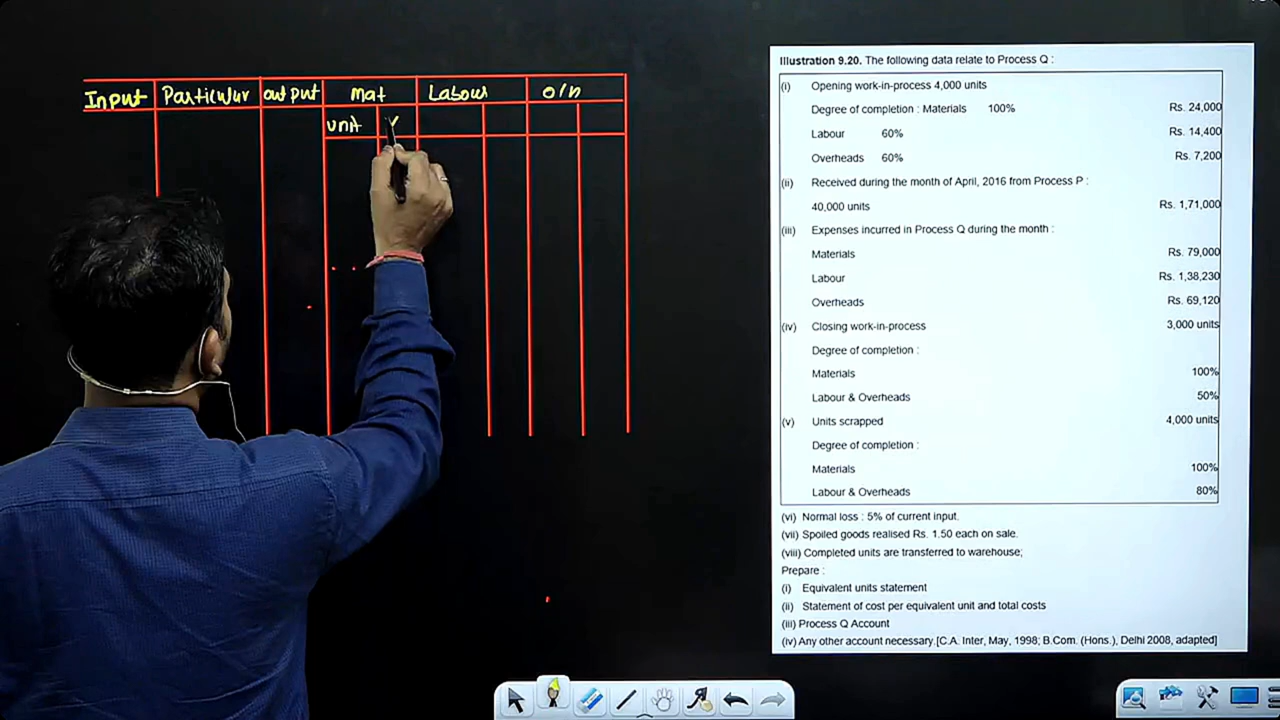 Input Particular output Mat Labour O/H
unit
Illustration 9.20. The following data relate to Process Q :
(i) Opening work-in-process 4,000 units
Degree of completion : Materials 100% Rs. 24,000
Labour 60% Rs. 14,400
Overheads 60% Rs. 7,200
(ii) Received during the month of April, 2016 from Process P :
40,000 units Rs. 1,71,000
(iii) Expenses incurred in Process Q during the month :
Materials Rs. 79,000
Labour Rs. 1,38,230
Overheads Rs. 69,120
(iv) Closing work-in-process 3,000 units
Degree of completion :
Materials 100%
Labour & Overheads 50%
(v) Units scrapped 4,000 units
Degree of completion :
Materials 100%
Labour & Overheads 80%
(vi) Normal loss : 5% of current input.
(vii) Spoiled goods realised Rs. 1.50 each on sale.
(viii) Completed units are transferred to warehouse;
Prepare :
(i) Equivalent units statement
(ii) Statement of cost per equivalent unit and total costs
(iii) Process Q Account
(iv) Any other account necessary.[C.A. Inter, May, 1998; B.Com. (Hons.), Delhi 2008, adapted]